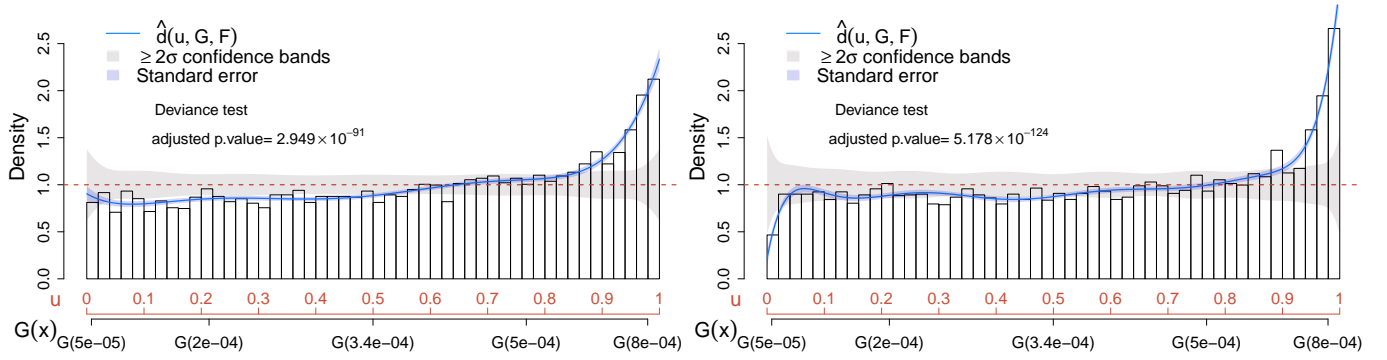 d̂(u, G, F)
≥ 2σ confidence bands
Standard error
Deviance test
adjusted p.value= 2.949×10⁻⁹¹
Density
0.0 0.5 1.0 1.5 2.0 2.5
u 0 0.1 0.2 0.3 0.4 0.5 0.6 0.7 0.8 0.9 1
G(x) G(5e−05) G(2e−04) G(3.4e−04) G(5e−04) G(8e−04)
d̂(u, G, F)
≥ 2σ confidence bands
Standard error
Deviance test
adjusted p.value= 5.178×10⁻¹²⁴
Density
0.0 0.5 1.0 1.5 2.0 2.5
u 0 0.1 0.2 0.3 0.4 0.5 0.6 0.7 0.8 0.9 1
G(x) G(5e−05) G(2e−04) G(3.4e−04) G(5e−04) G(8e−04)